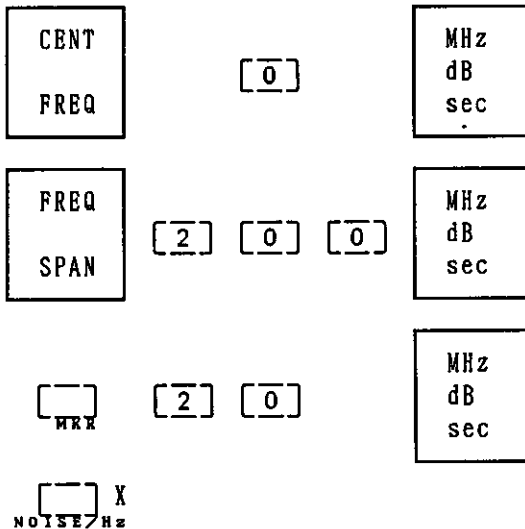 CENT
FREQ
0
MHz
dB
sec
FREQ
SPAN
2 0 0
MHz
dB
sec
MKR
2 0
MHz
dB
sec
X
NOISE/Hz